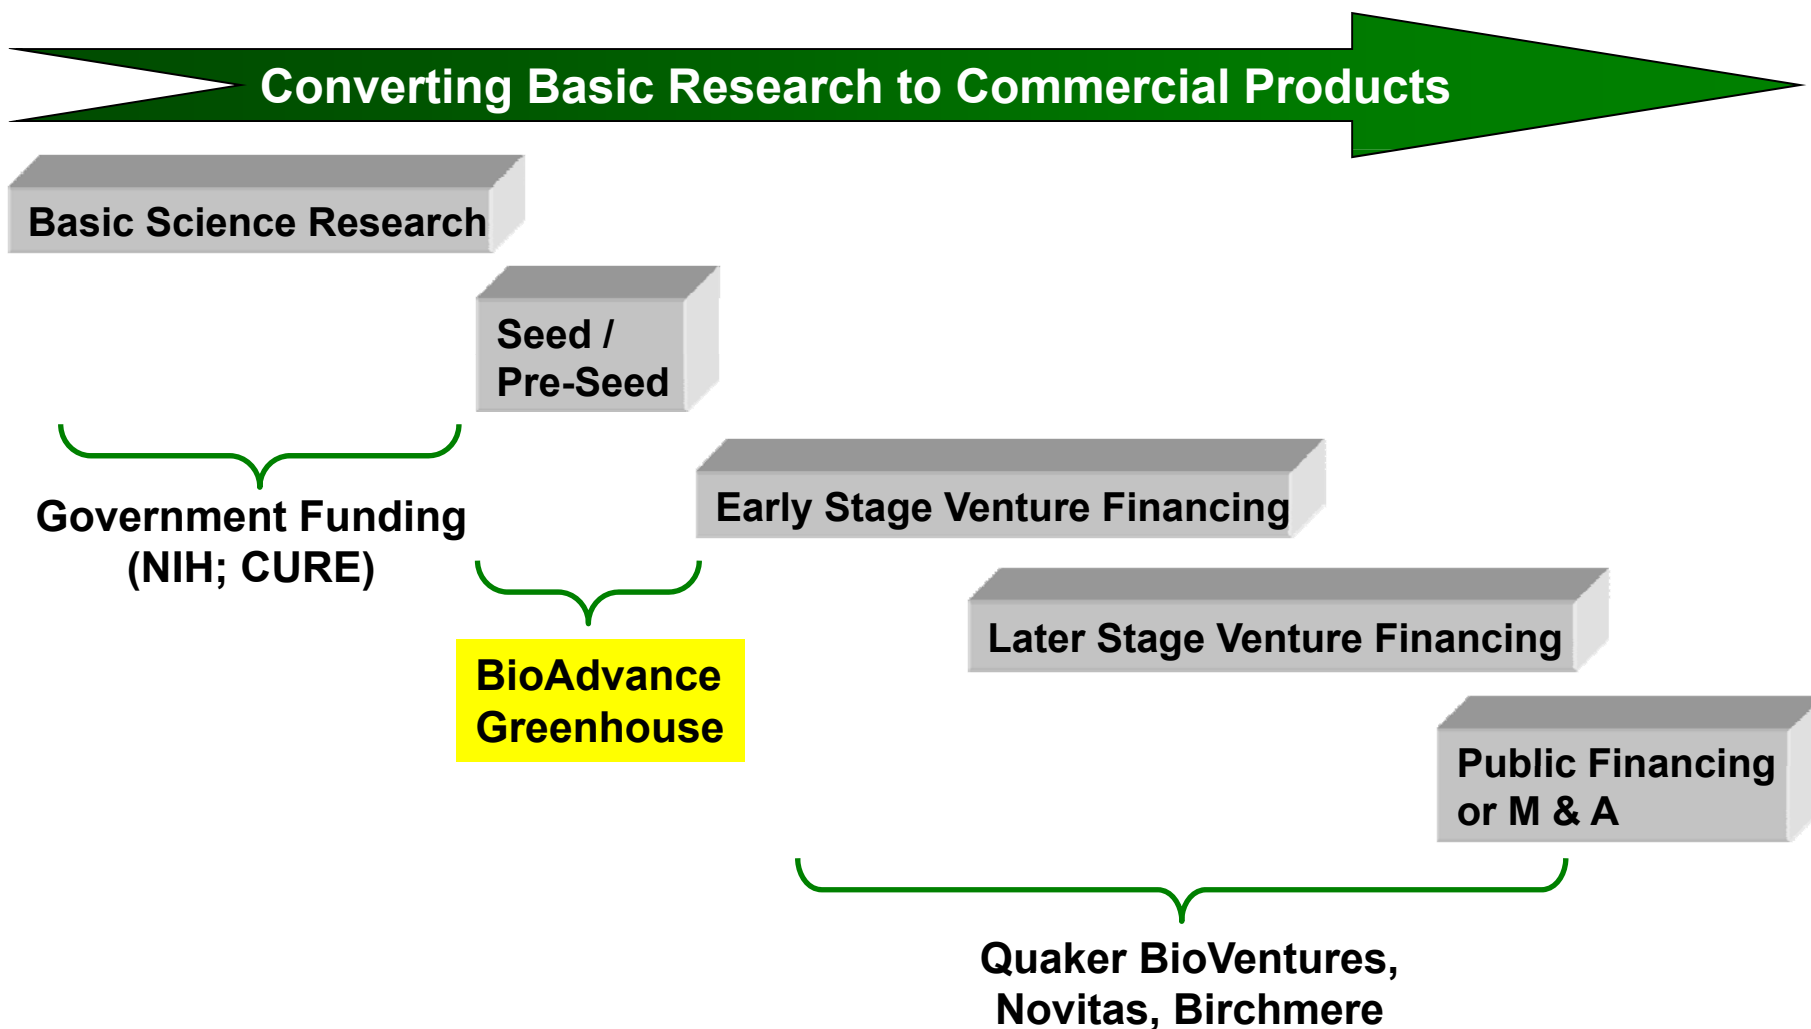 Converting Basic Research to Commercial Products
Basic Science Research
Seed /
Pre-Seed
Government Funding
(NIH; CURE)
Early Stage Venture Financing
BioAdvance
Greenhouse
Later Stage Venture Financing
Public Financing
or M & A
Quaker BioVentures,
Novitas, Birchmere